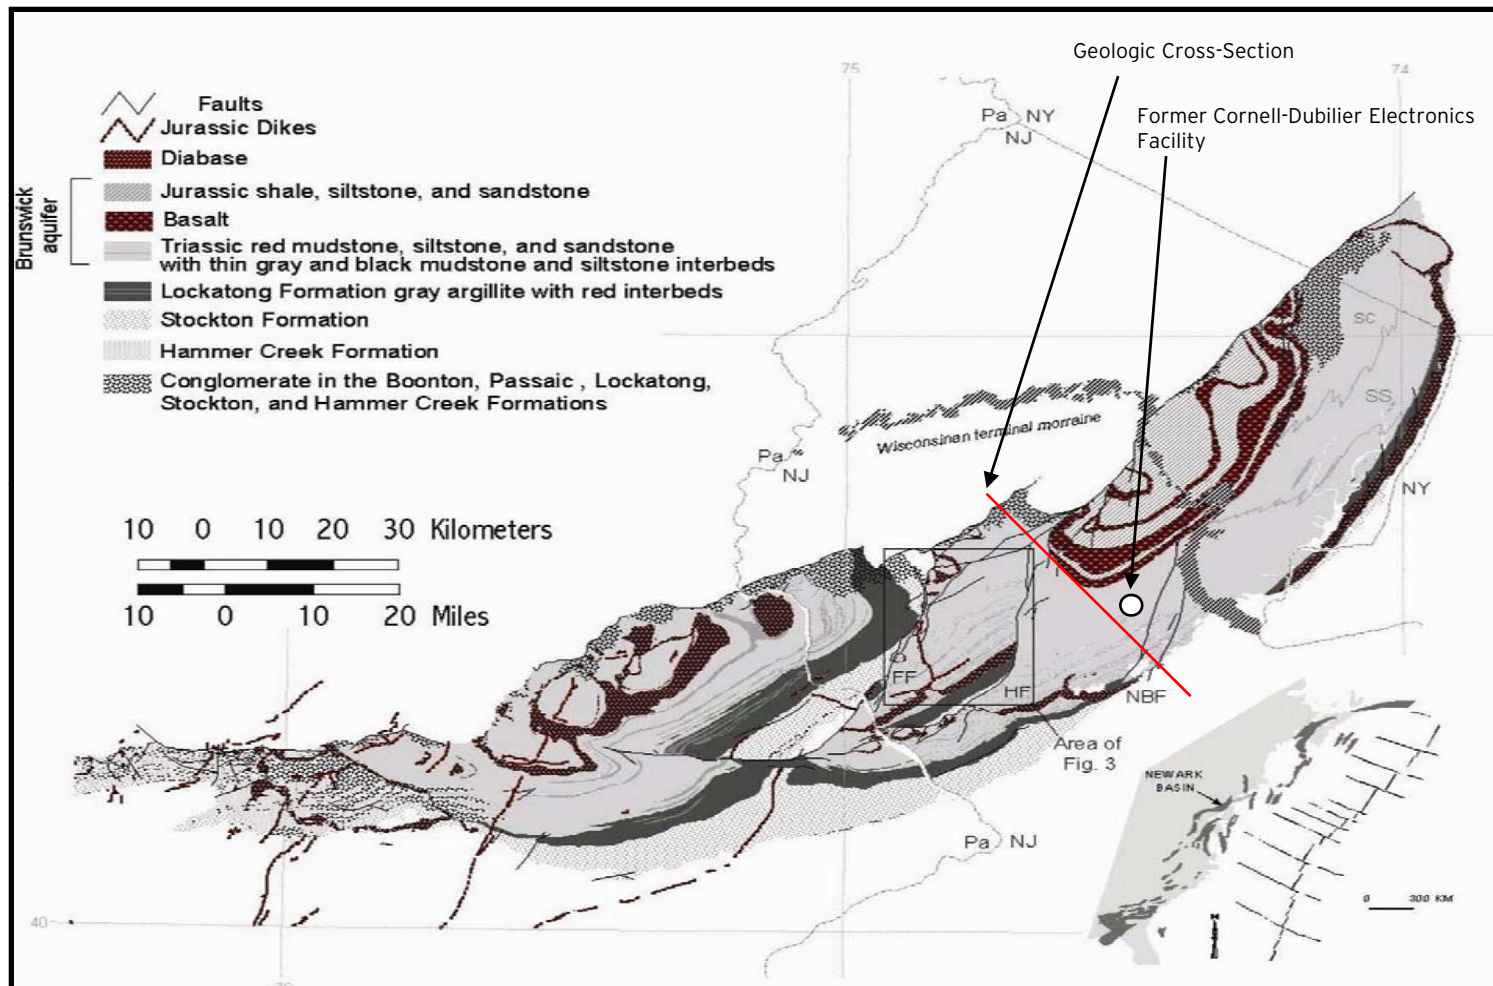 Geologic Cross-Section
Former Cornell-Dubilier Electronics
Facility
75
74
Pa NY
NJ
Faults
Jurassic Dikes
Diabase
Jurassic shale, siltstone, and sandstone
Basalt
Triassic red mudstone, siltstone, and sandstone
with thin gray and black mudstone and siltstone interbeds
Lockatong Formation gray argillite with red interbeds
Stockton Formation
Hammer Creek Formation
Conglomerate in the Boonton, Passaic , Lockatong,
Stockton, and Hammer Creek Formations
Brunswick
aquifer
SC
SS
Wisconsinan terminal morraine
Pa
NJ
NY
10 0 10 20 30 Kilometers
10 0 10 20 Miles
FF
HF
NBF
Area of
Fig. 3
NEWARK
BASIN
Pa NJ
0 300 KM
N
40